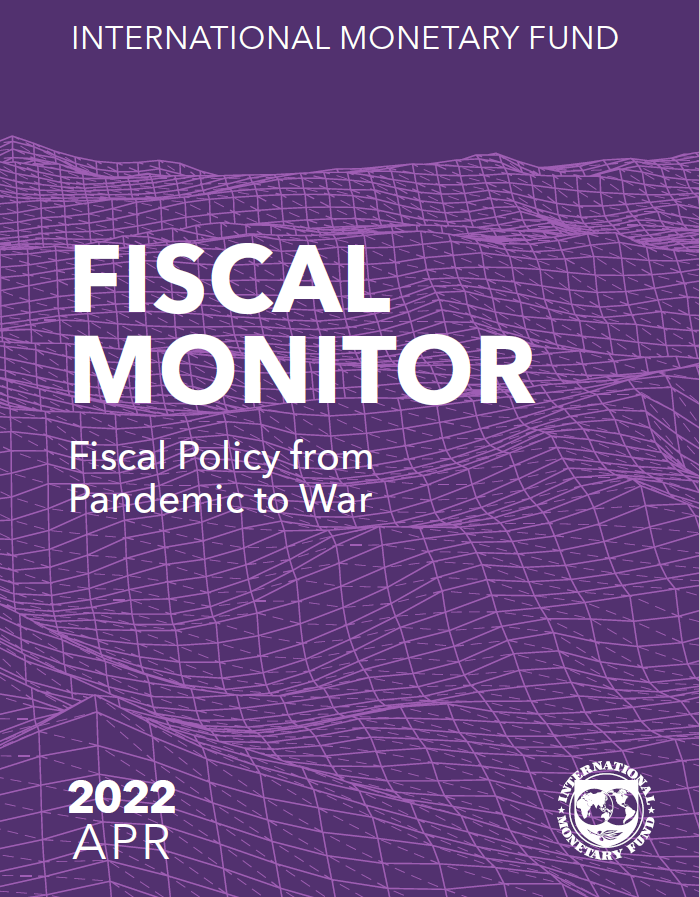 INTERNATIONAL MONETARY FUND
FISCAL
MONITOR
Fiscal Policy from
Pandemic to War
2022
APR
INTERNATIONAL
MONETARY FUND